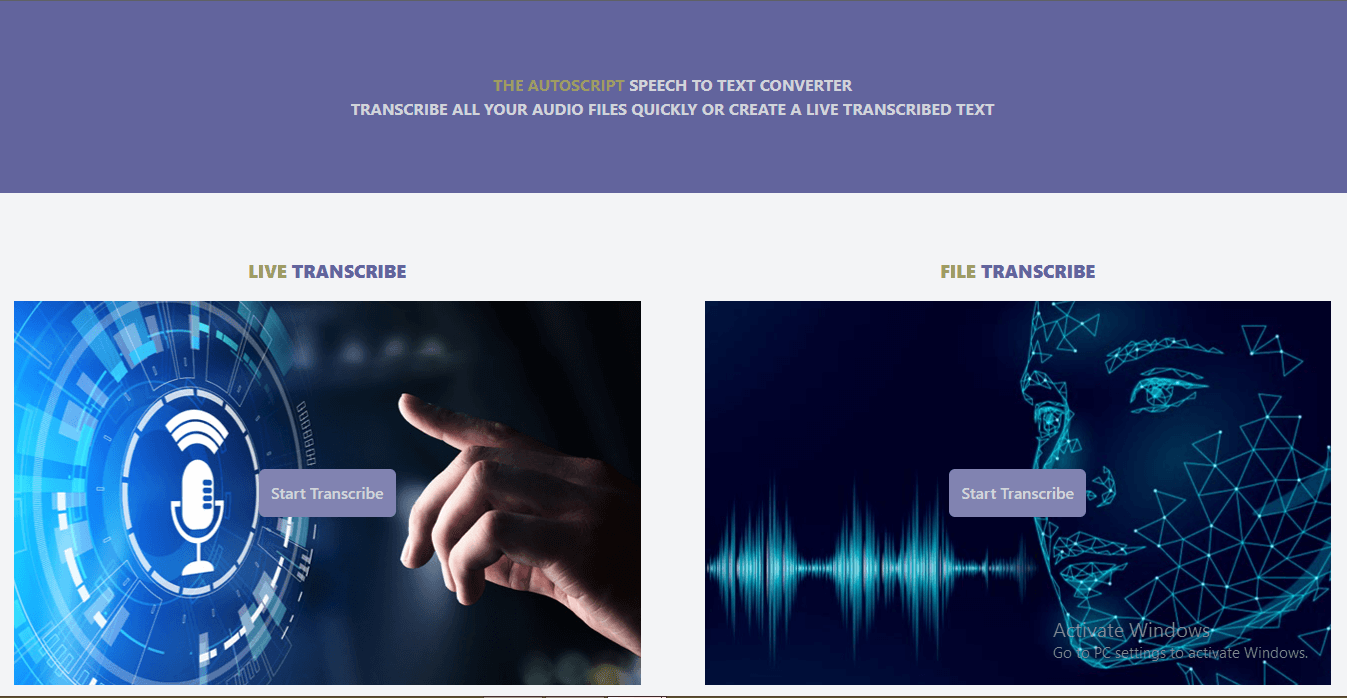 THE AUTOSCRIPT SPEECH TO TEXT CONVERTER
TRANSCRIBE ALL YOUR AUDIO FILES QUICKLY OR CREATE A LIVE TRANSCRIBED TEXT
LIVE TRANSCRIBE
FILE TRANSCRIBE
Start Transcribe
Start Transcribe
Activate Windows
Go to PC settings to activate Windows.